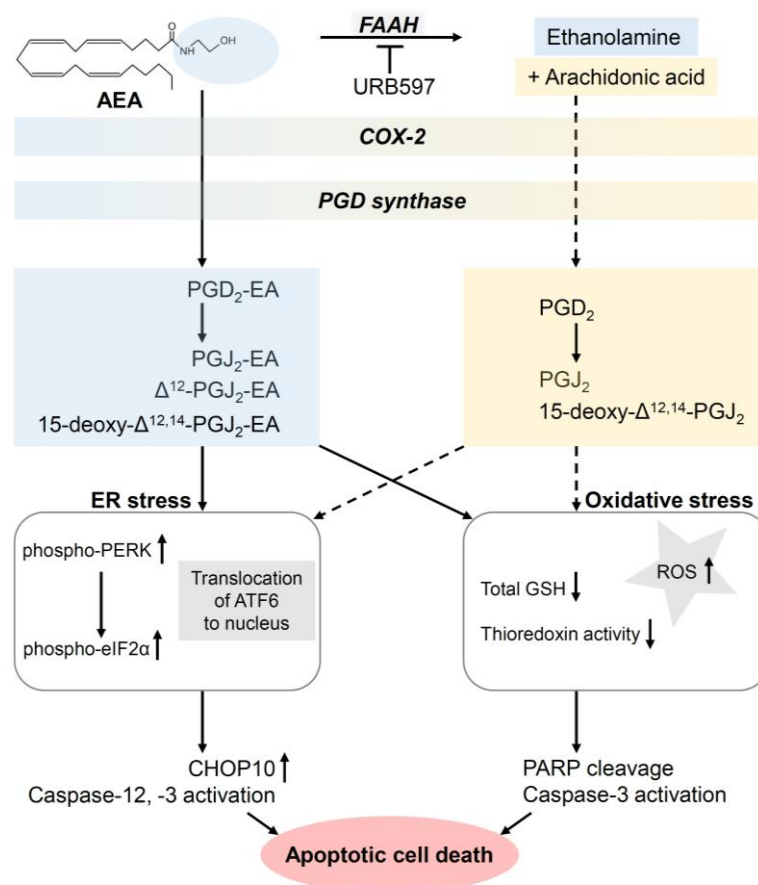 O
NH
OH
AEA
FAAH
URB597
Ethanolamine
+ Arachidonic acid
COX-2
PGD synthase
PGD₂-EA
PGJ₂-EA
Δ¹²-PGJ₂-EA
15-deoxy-Δ¹²,¹⁴-PGJ₂-EA
PGD₂
PGJ₂
15-deoxy-Δ¹²,¹⁴-PGJ₂
ER stress
phospho-PERK
phospho-eIF2α
Translocation
of ATF6
to nucleus
Oxidative stress
ROS
Total GSH
Thioredoxin activity
CHOP10
Caspase-12, -3 activation
PARP cleavage
Caspase-3 activation
Apoptotic cell death